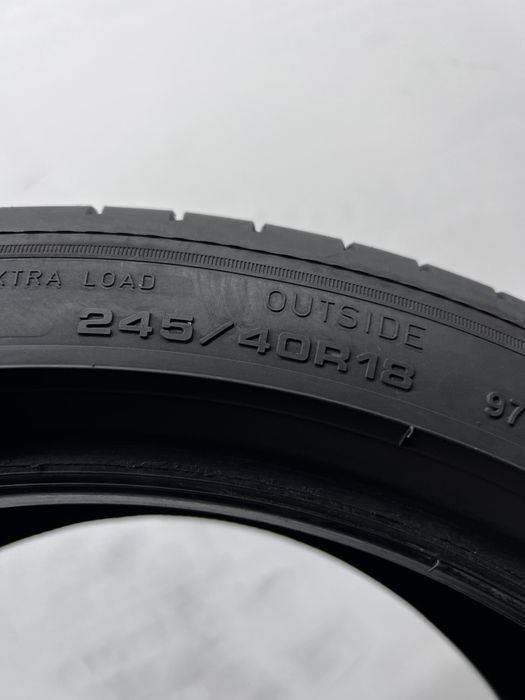 XTRA LOAD
OUTSIDE
245/40R18
97